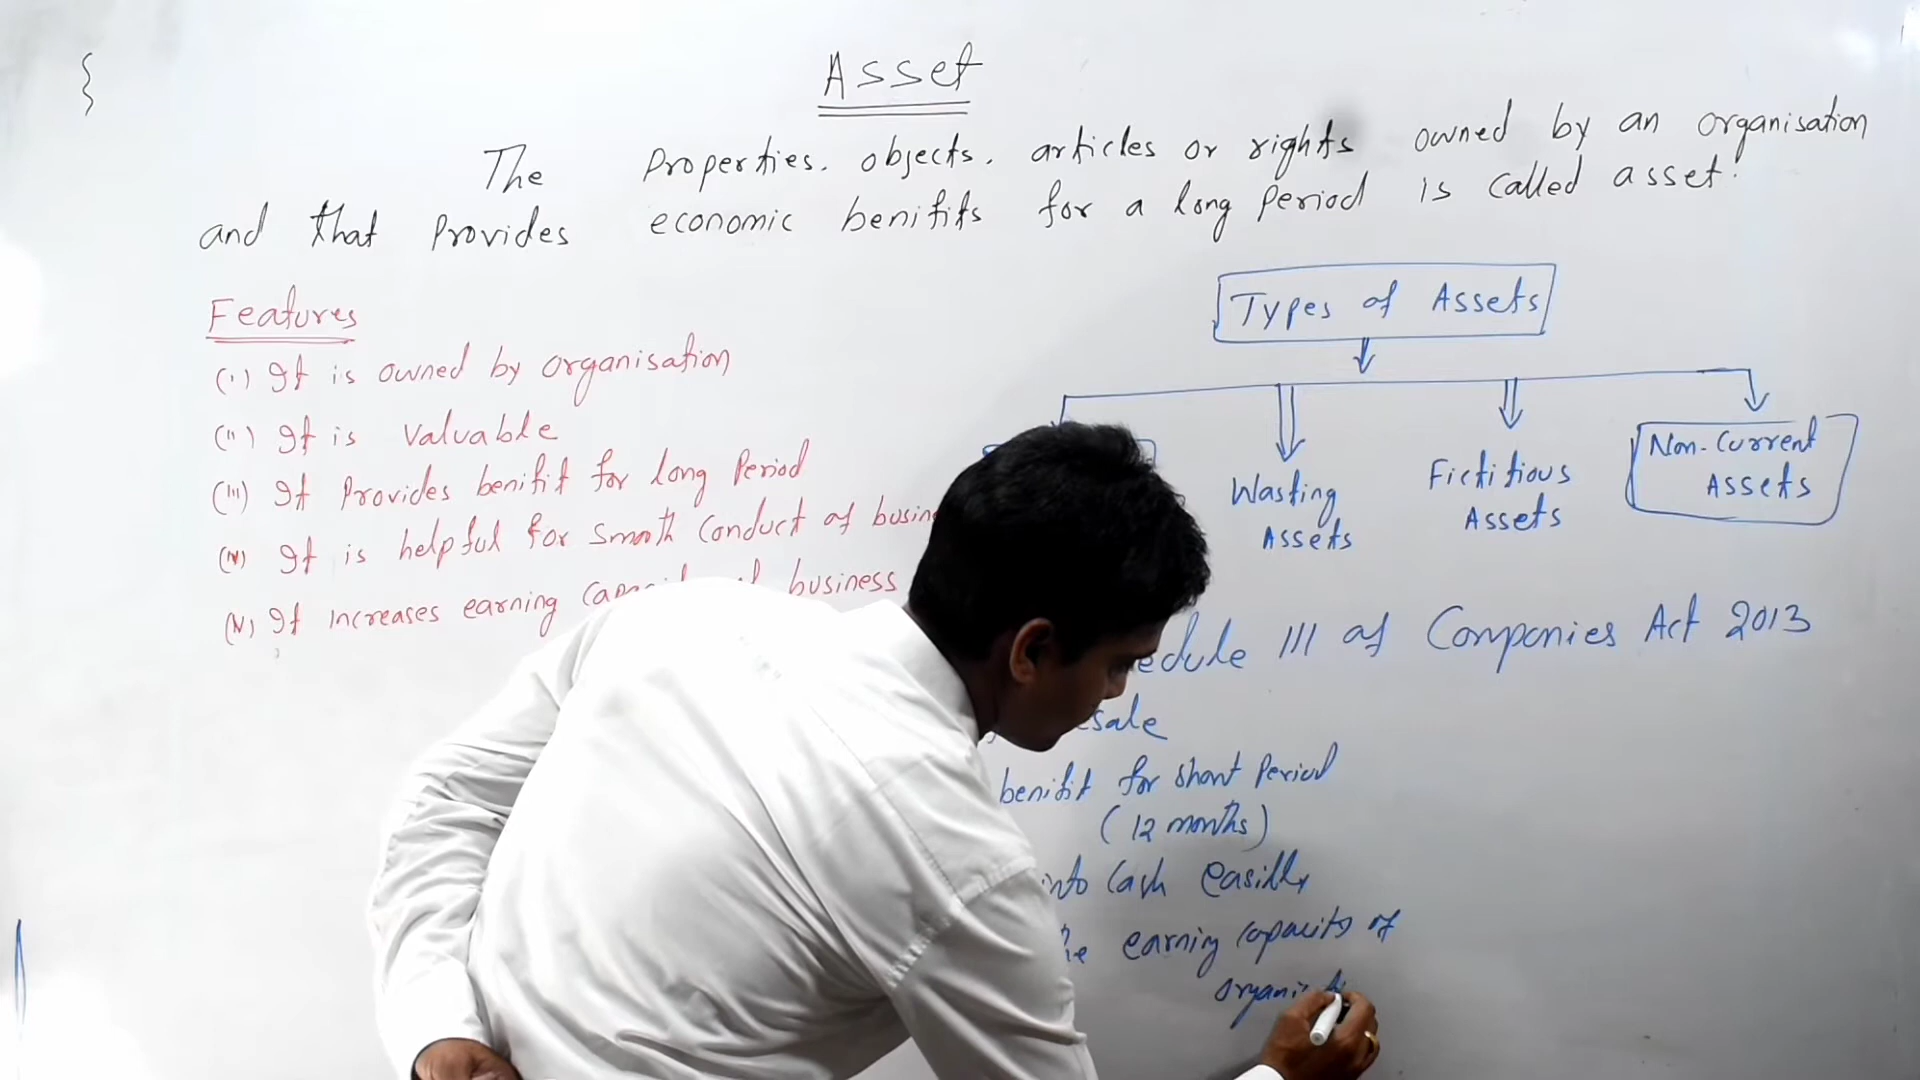 Asset
The Properties, objects, articles or rights owned by an organisation
and that Provides economic benifits for a long period is called asset.
Features
(i) It is owned by organisation
(ii) It is Valuable
(iii) It Provides benifit for long Period
(iv) It is helpful for smooth Conduct of
(v) It increases earning business
Types of Assets
Wasting
Assets
Fictitious
Assets
Non-Current
Assets
III of Companies Act 2013
sale
benifit for short Period
(12 months)
into Cash easilly
earning capacity of